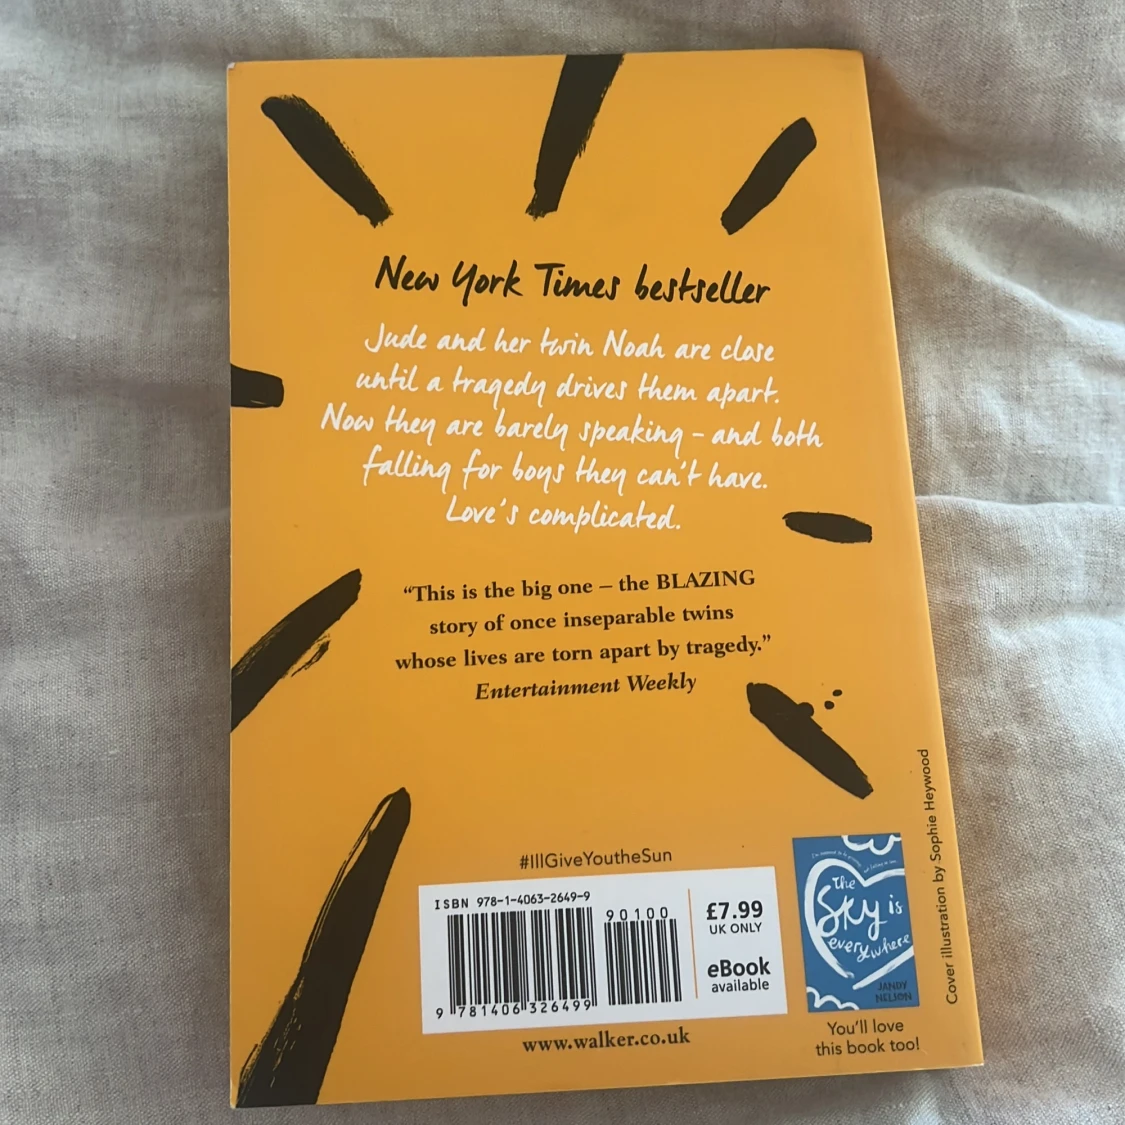 New York Times bestseller
Jude and her twin Noah are close
until a tragedy drives them apart.
Now they are barely speaking – and both
falling for boys they can't have.
Love's complicated.
“This is the big one – the BLAZING
story of once inseparable twins
whose lives are torn apart by tragedy.”
Entertainment Weekly
#IllGiveYoutheSun
ISBN 978-1-4063-2649-9
90100
9 781406 326499
£7.99
UK ONLY
eBook
available
www.walker.co.uk
the
Sky is
everywhere
JANDY
NELSON
You'll love
this book too!
Cover illustration by Sophie Heywood